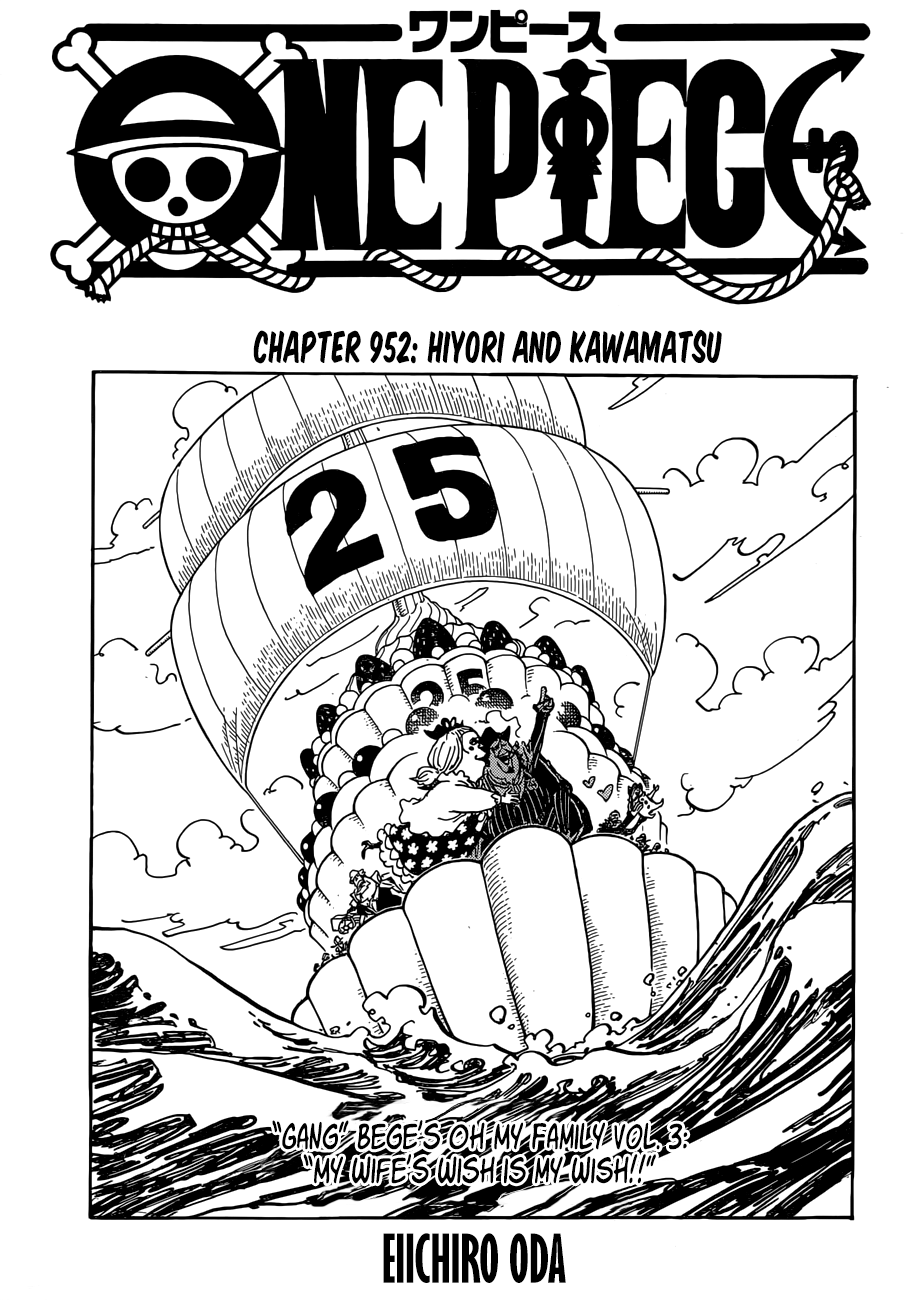 ワンピース
ONE PIECE
CHAPTER 952: HIYORI AND KAWAMATSU
25
25
"GANG" BEGE'S OH MY FAMILY VOL. 3:
"MY WIFE'S WISH IS MY WISH!!"
EIICHIRO ODA